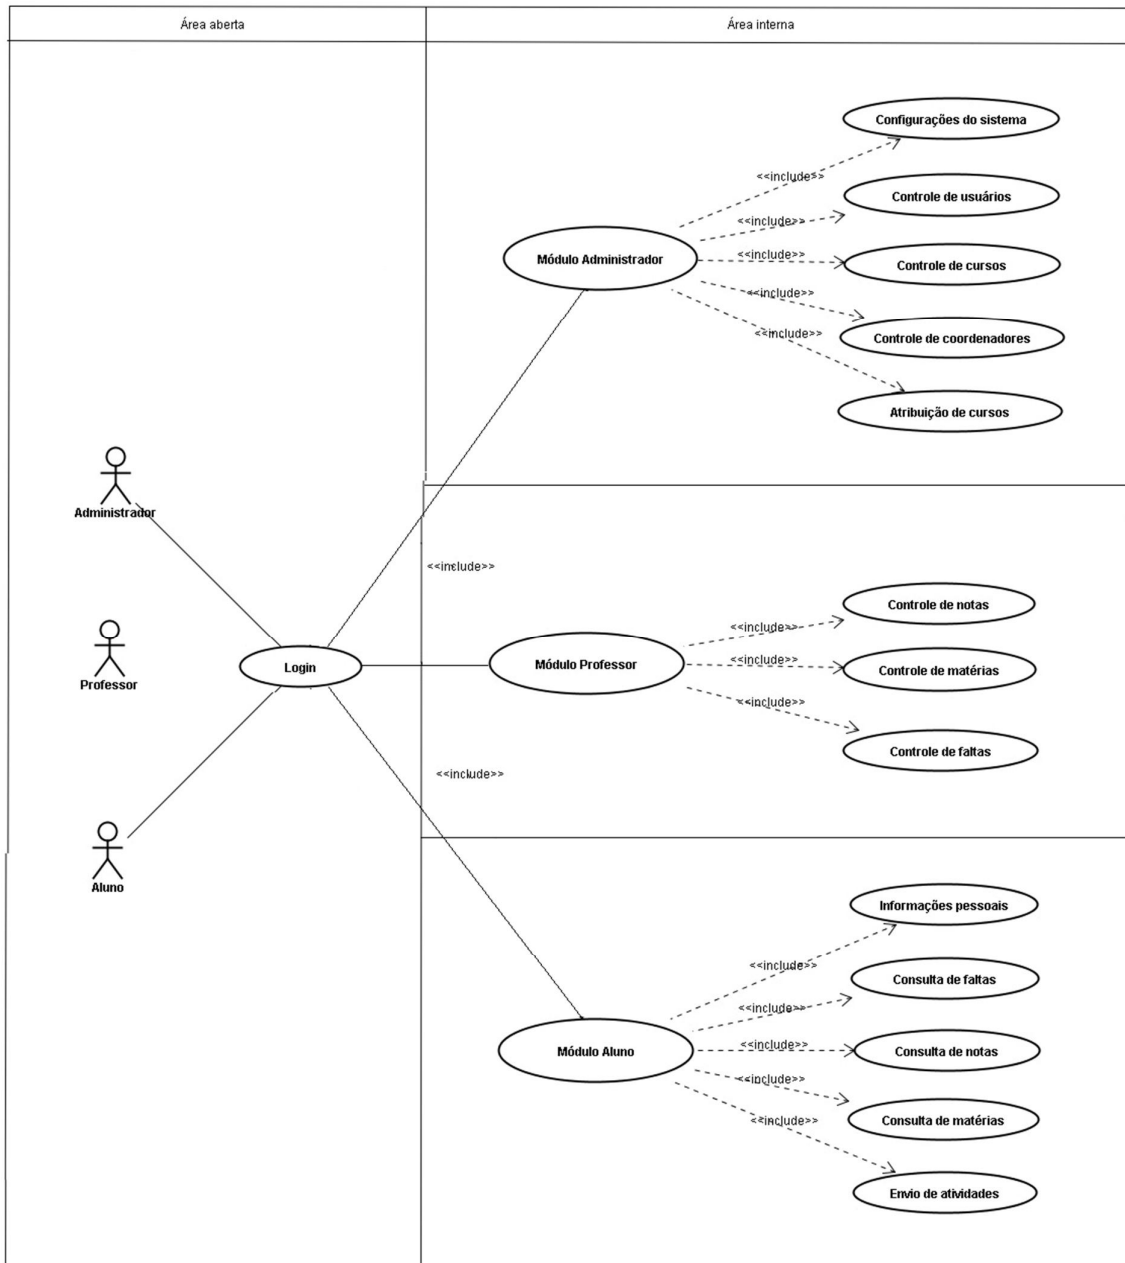 Área aberta
Área interna
Configurações do sistema
<<include>>
Controle de usuários
<<include>>
Módulo Administrador
<<include>>
Controle de cursos
<<include>>
Controle de coordenadores
<<include>>
Atribuição de cursos
Administrador
<<include>>
Controle de notas
<<include>>
Professor
Login
Módulo Professor
<<include>>
Controle de matérias
<<include>>
Controle de faltas
<<include>>
Aluno
Informações pessoais
<<include>>
Consulta de faltas
<<include>>
Módulo Aluno
<<include>>
Consulta de notas
<<include>>
Consulta de matérias
<<include>>
Envio de atividades